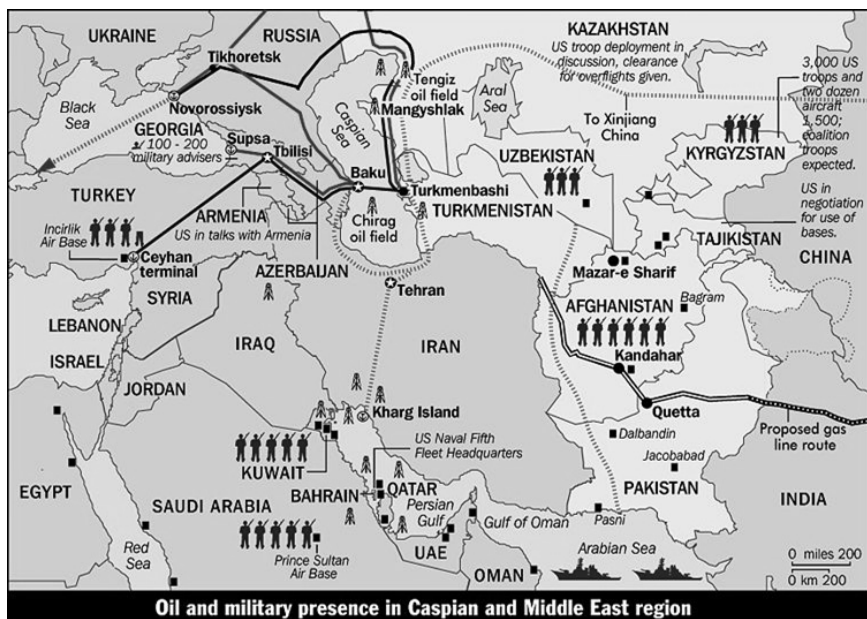 UKRAINE
RUSSIA
KAZAKHSTAN
US troop deployment in
discussion, clearance
for overflights given.
3,000 US
troops and
two dozen
aircraft
1,500;
coalition
troops
expected.
Tikhoretsk
Tengiz
oil field
Aral
Sea
Black
Sea
Novorossiysk
Caspian
Sea
Mangyshlak
To Xinjiang
China
GEORGIA
100 - 200
military advisers
Supsa
Tbilisi
UZBEKISTAN
KYRGYZSTAN
Baku
TURKEY
Turkmenbashi
TURKMENISTAN
US in
negotiation
for use of
bases.
ARMENIA
US in talks with Armenia
Chirag
oil field
TAJIKISTAN
Incirlik
Air Base
Ceyhan
terminal
AZERBAIJAN
Mazar-e Sharif
CHINA
SYRIA
Tehran
AFGHANISTAN
Bagram
LEBANON
IRAQ
IRAN
ISRAEL
Kandahar
JORDAN
Kharg Island
Quetta
Proposed gas
line route
Dalbandin
US Naval Fifth
Fleet Headquarters
Jacobabad
KUWAIT
EGYPT
SAUDI ARABIA
BAHRAIN
QATAR
PAKISTAN
INDIA
Persian
Gulf
Gulf of Oman
Pasni
Red
Sea
Prince Sultan
Air Base
UAE
Arabian Sea
OMAN
0 miles 200
0 km 200
Oil and military presence in Caspian and Middle East region